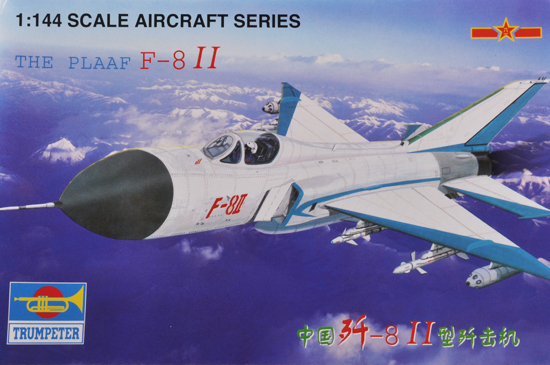 1:144 SCALE AIRCRAFT SERIES
THE PLAAF F-8 II
F-8II
TRUMPETER
中国歼-8 II型歼击机